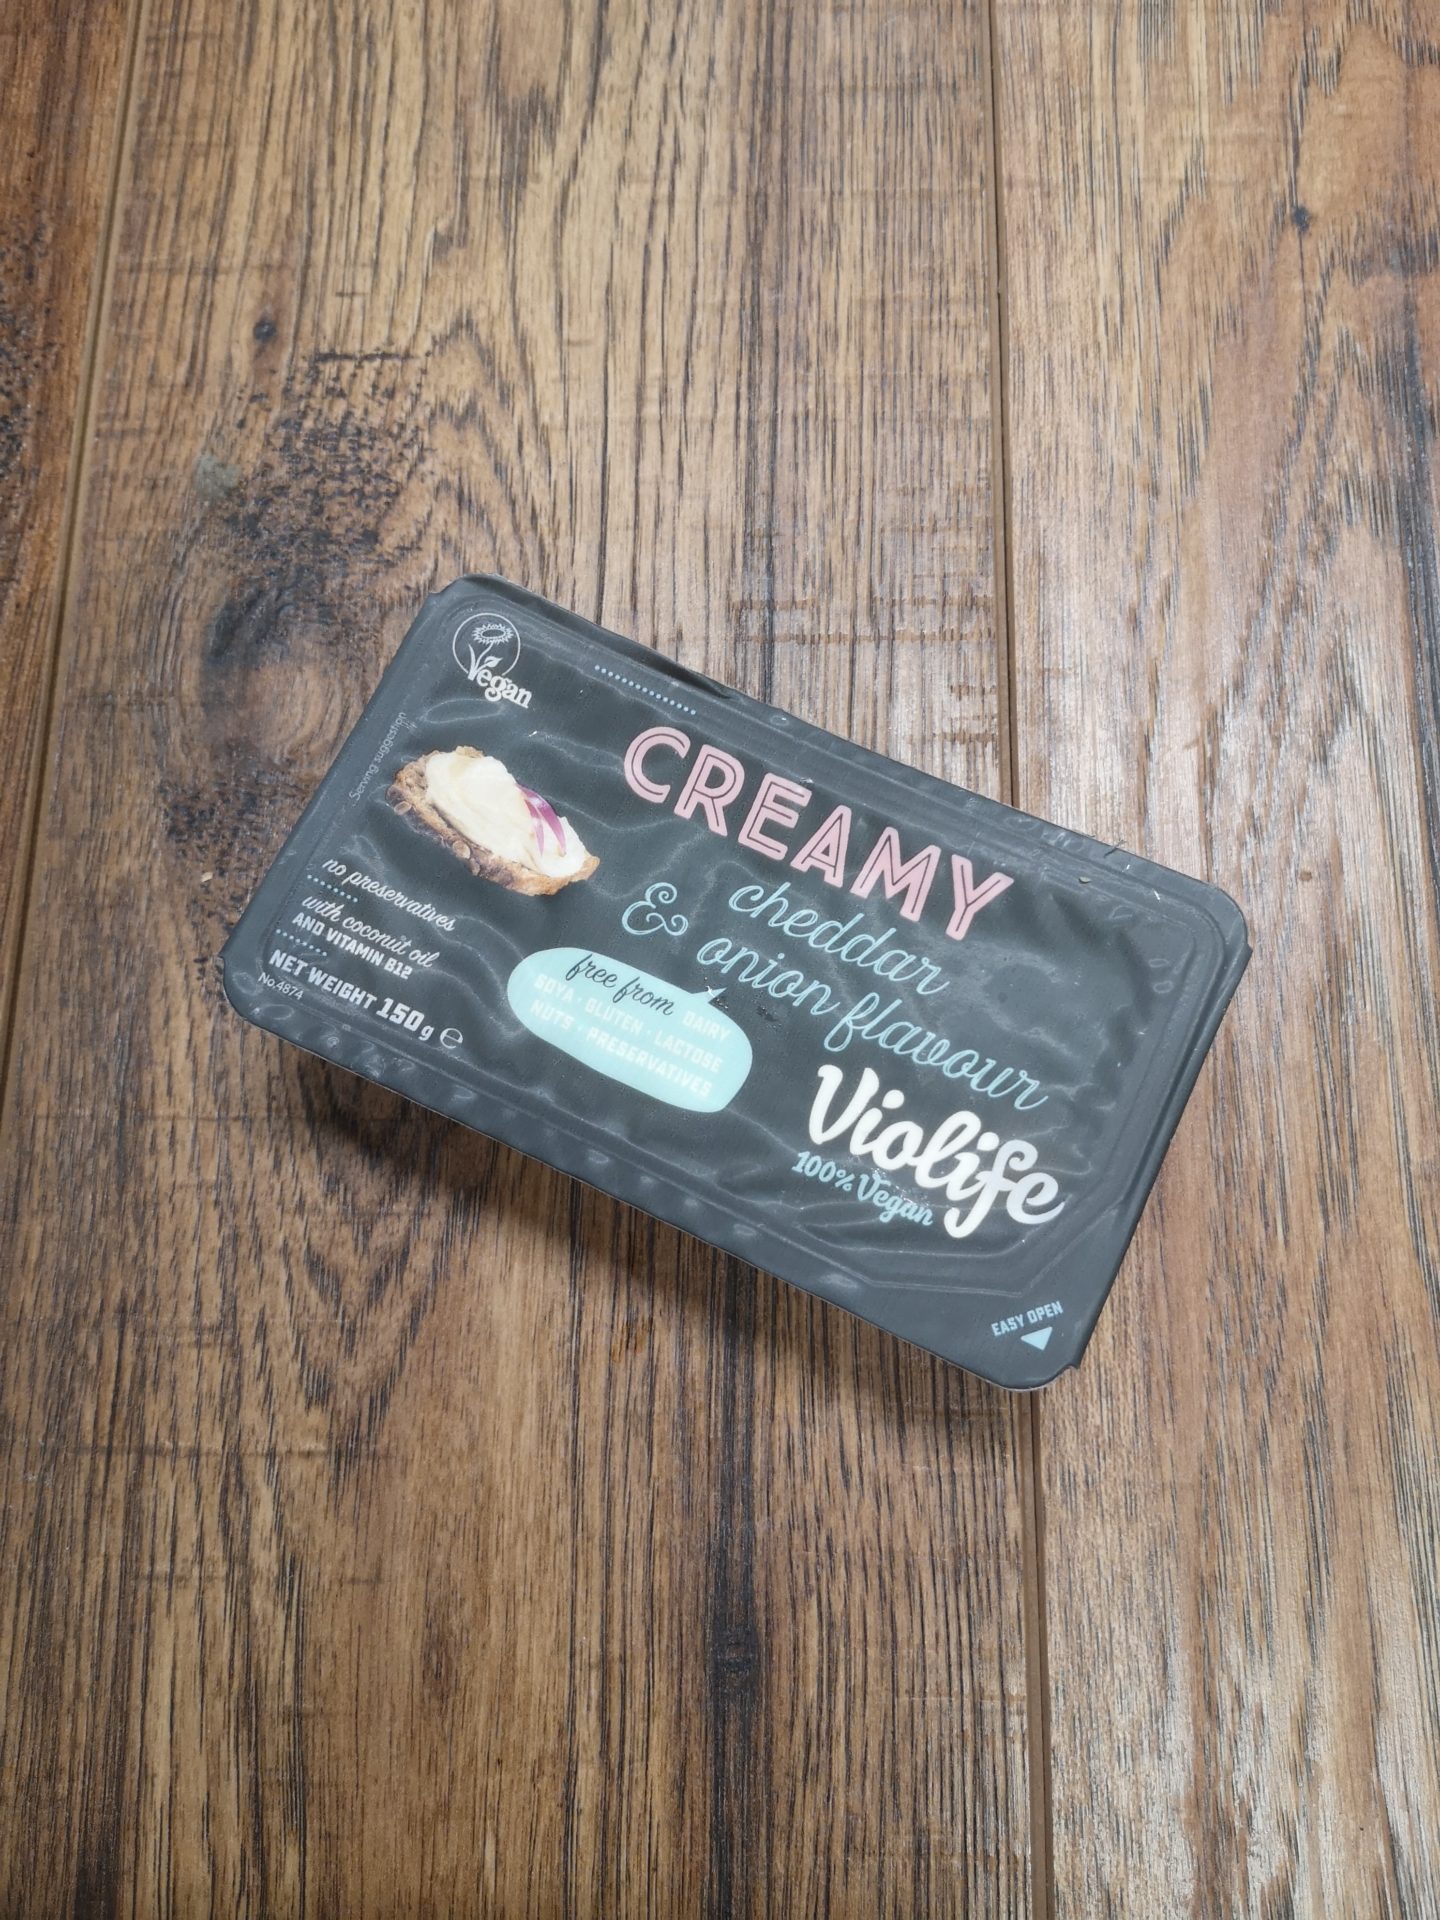 Vegan
Serving suggestion
CREAMY
cheddar
& onion flavour
no preservatives
with coconut oil
AND VITAMIN B12
NET WEIGHT 150g e
No.4874
free from DAIRY
SOYA · GLUTEN · LACTOSE
NUTS · PRESERVATIVES
Violife
100% Vegan
EASY OPEN